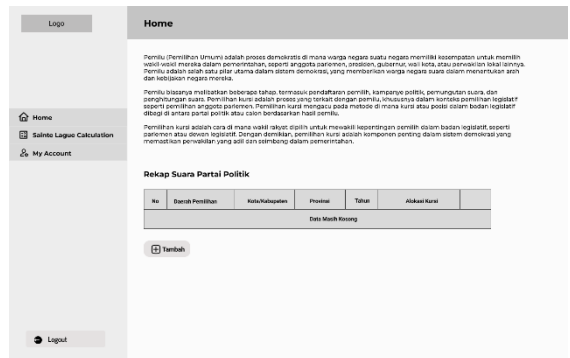 Logo
Home
Pemilu (Pemilihan Umum) adalah proses demokratis di mana warga negara suatu negara memiliki kesempatan untuk memilih
wakil-wakil mereka dalam pemerintahan, seperti anggota parlemen, presiden, gubernur, wali kota, atau perwakilan lokal lainnya.
Pemilu adalah salah satu pilar utama dalam sistem demokrasi, yang memberikan warga negara suara dalam menentukan arah
dan kebijakan negara mereka.
Pemilu biasanya melibatkan beberapa tahap, termasuk pendaftaran pemilih, kampanye politik, pemungutan suara, dan
penghitungan suara. Pemilihan kursi adalah proses yang terkait dengan pemilu, khususnya dalam konteks pemilihan legislatif
seperti pemilihan anggota parlemen. Pemilihan kursi mengacu pada metode di mana kursi atau posisi dalam badan legislatif
dibagi di antara partai politik atau calon berdasarkan hasil pemilu.
Pemilihan kursi adalah cara di mana wakil rakyat dipilih untuk mewakili kepentingan pemilih dalam badan legislatif, seperti
parlemen atau dewan legislatif. Dengan demikian, pemilihan kursi adalah komponen penting dalam sistem demokrasi yang
memastikan perwakilan yang adil dan seimbang dalam pemerintahan.
Home
Sainte Lague Calculation
My Account
Rekap Suara Partai Politik
No Daerah Pemilihan Kota/Kabupaten Provinsi Tahun Alokasi Kursi
Data Masih Kosong
Tambah
Logout